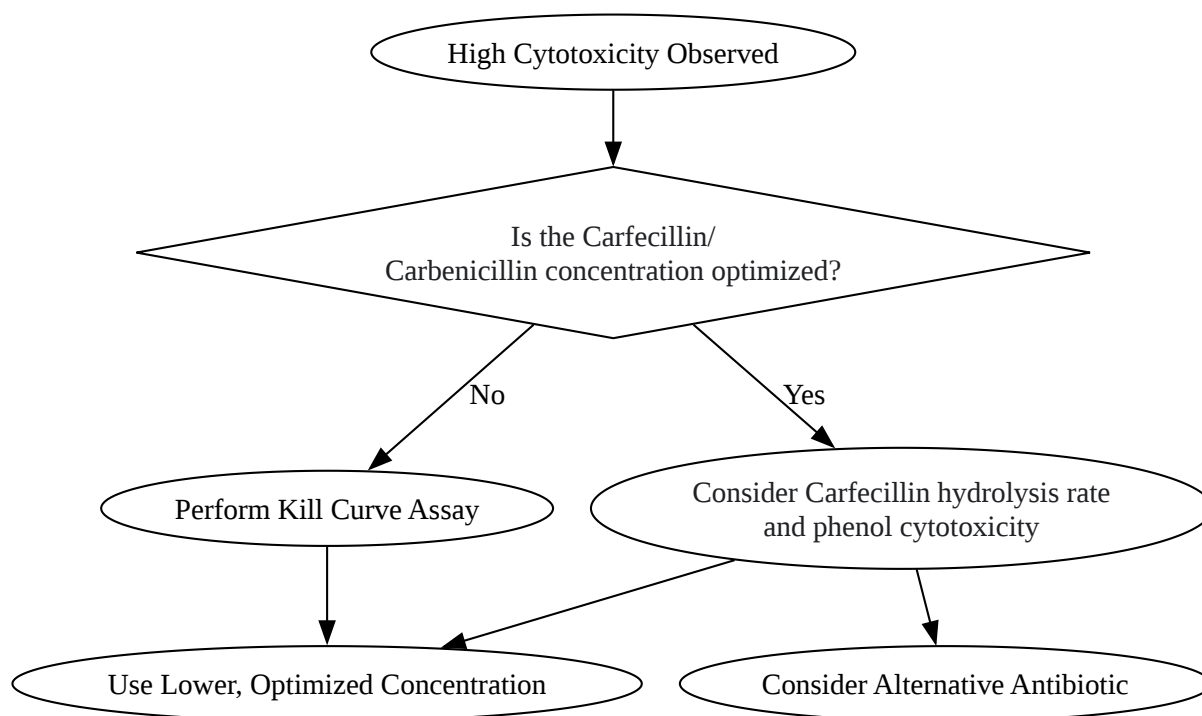 High Cytotoxicity Observed
Is the Carfecillin/
Carbenicillin concentration optimized?
No
Yes
Perform Kill Curve Assay
Consider Carfecillin hydrolysis rate
and phenol cytotoxicity
Use Lower, Optimized Concentration
Consider Alternative Antibiotic